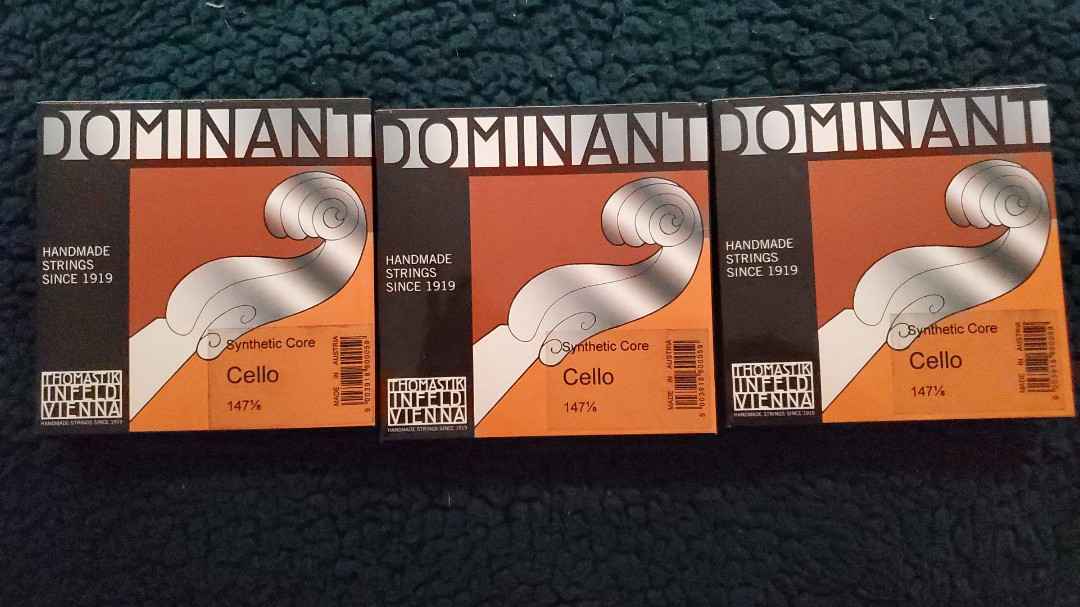 DOMINANT
HANDMADE
STRINGS
SINCE 1919
Synthetic Core
Cello
147⅛
MADE IN AUSTRIA
THOMASTIK
INFELD
VIENNA
HANDMADE STRINGS SINCE 1919
DOMINANT
HANDMADE
STRINGS
SINCE 1919
Synthetic Core
Cello
147⅛
MADE IN AUSTRIA
THOMASTIK
INFELD
VIENNA
HANDMADE STRINGS SINCE 1919
DOMINANT
HANDMADE
STRINGS
SINCE 1919
Synthetic Core
Cello
147⅛
MADE IN AUSTRIA
THOMASTIK
INFELD
VIENNA
HANDMADE STRINGS SINCE 1919